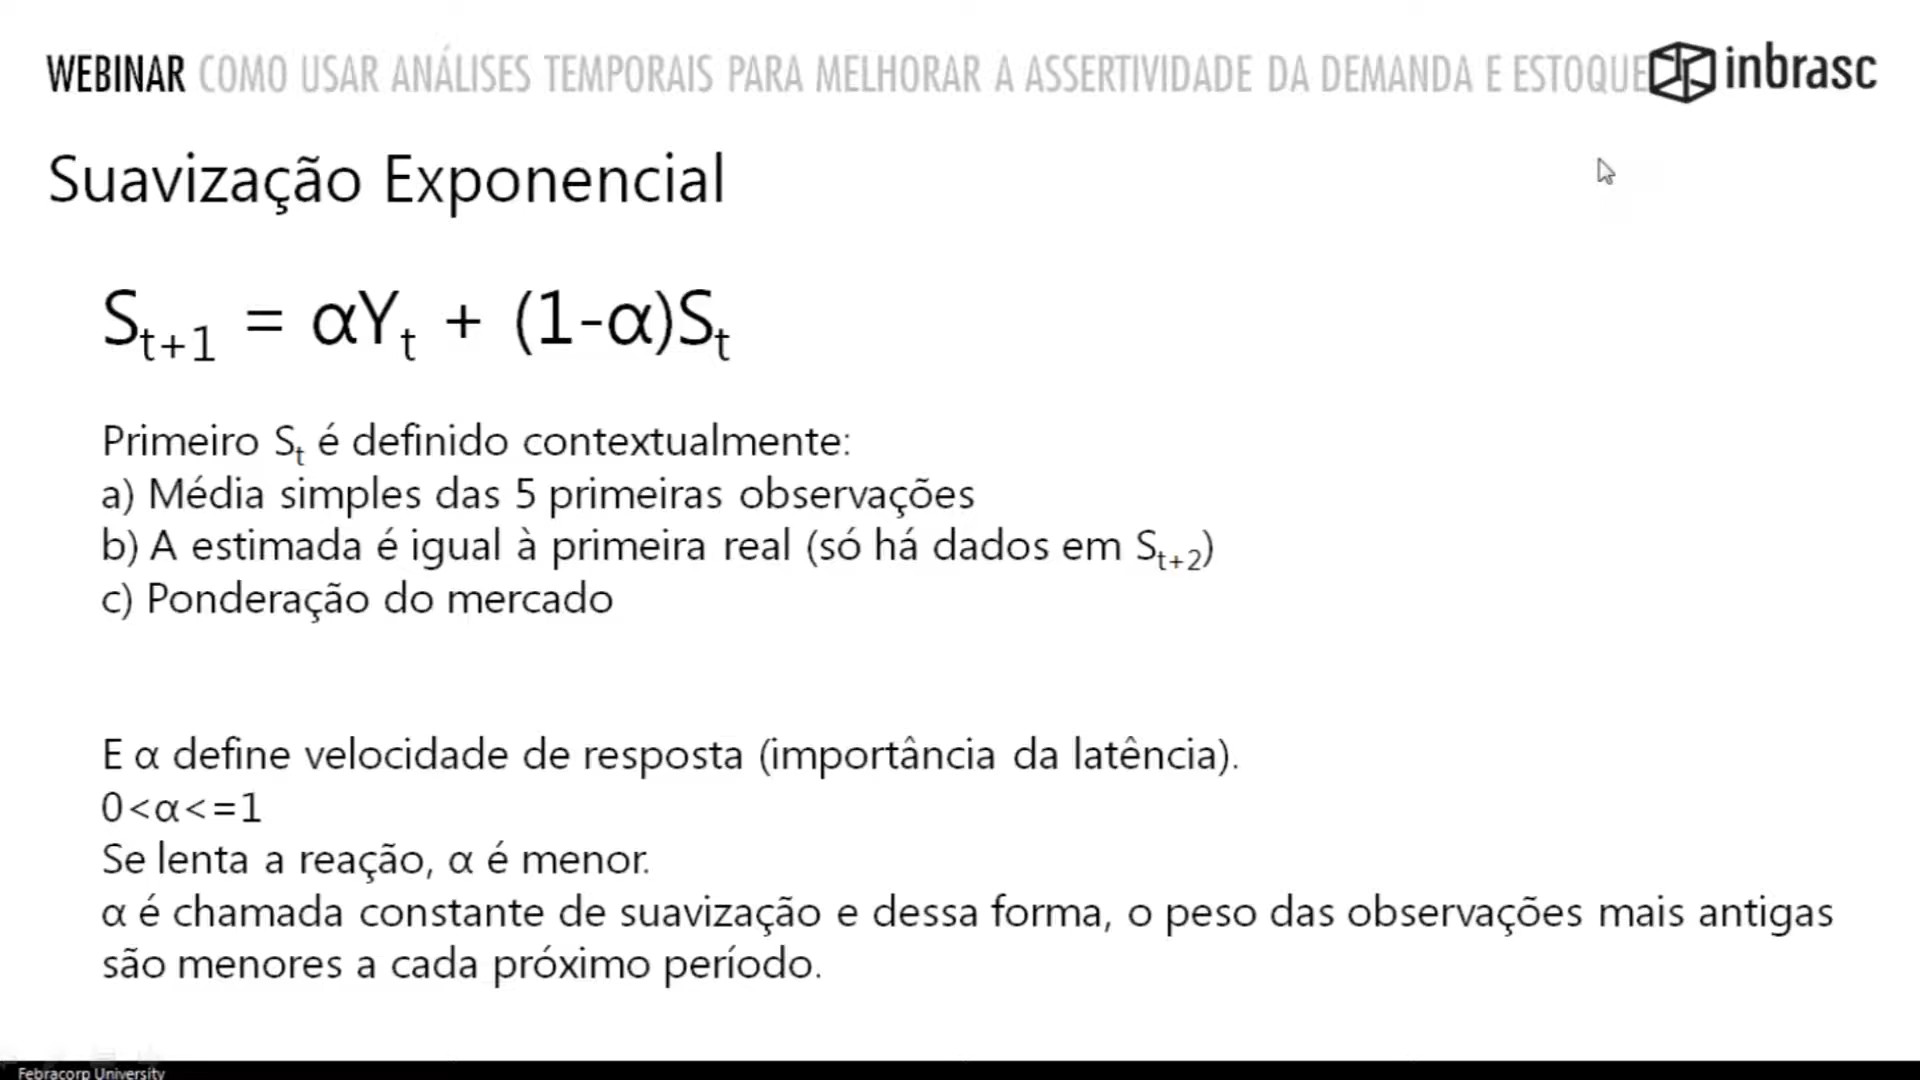 WEBINAR COMO USAR ANÁLISES TEMPORAIS PARA MELHORAR A ASSERTIVIDADE DA DEMANDA E ESTOQUE
inbrasc
Suavização Exponencial
Sₜ₊₁ = αYₜ + (1-α)Sₜ
Primeiro Sₜ é definido contextualmente:
a) Média simples das 5 primeiras observações
b) A estimada é igual à primeira real (só há dados em Sₜ₊₂)
c) Ponderação do mercado
E α define velocidade de resposta (importância da latência).
0<α<=1
Se lenta a reação, α é menor.
α é chamada constante de suavização e dessa forma, o peso das observações mais antigas
são menores a cada próximo período.
Febracorp University